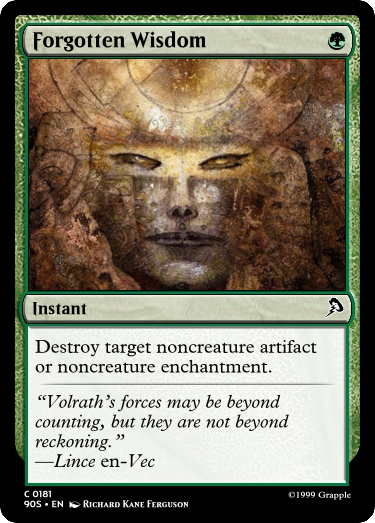 Forgotten Wisdom
Instant
Destroy target noncreature artifact
or noncreature enchantment.
“Volrath’s forces may be beyond
counting, but they are not beyond
reckoning.”
—Lince en-Vec
C 0181
90S • EN Richard Kane Ferguson
©1999 Grapple